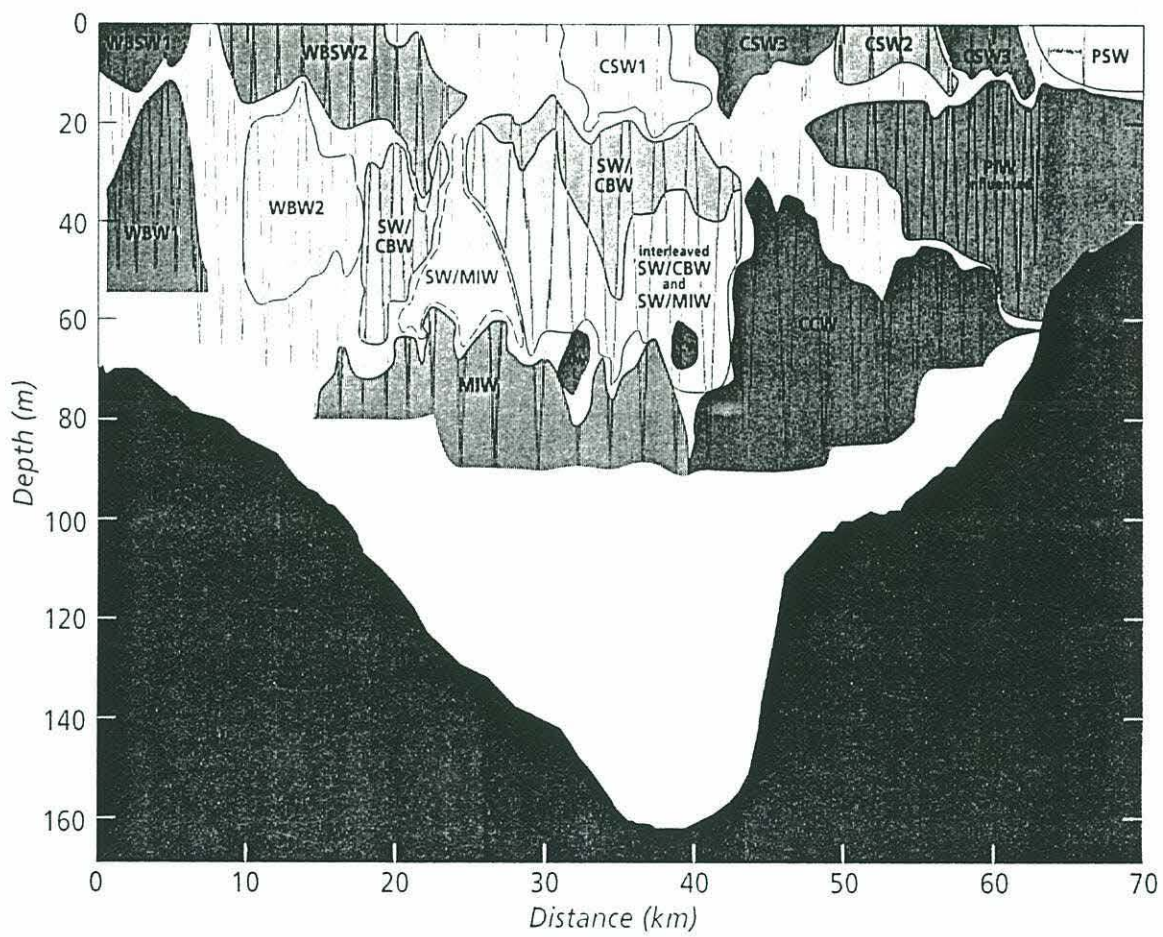 0
20
40
60
80
100
120
140
160
Depth (m)
WBSW1
WBSW2
CSW1
CSW3
CSW2
CSW3
PSW
WBW1
WBW2
SW/
CBW
SW/MIW
SW/
CBW
interleaved
SW/CBW
and
SW/MIW
PIW
influenced
CCW
MIW
0
10
20
30
40
50
60
70
Distance (km)